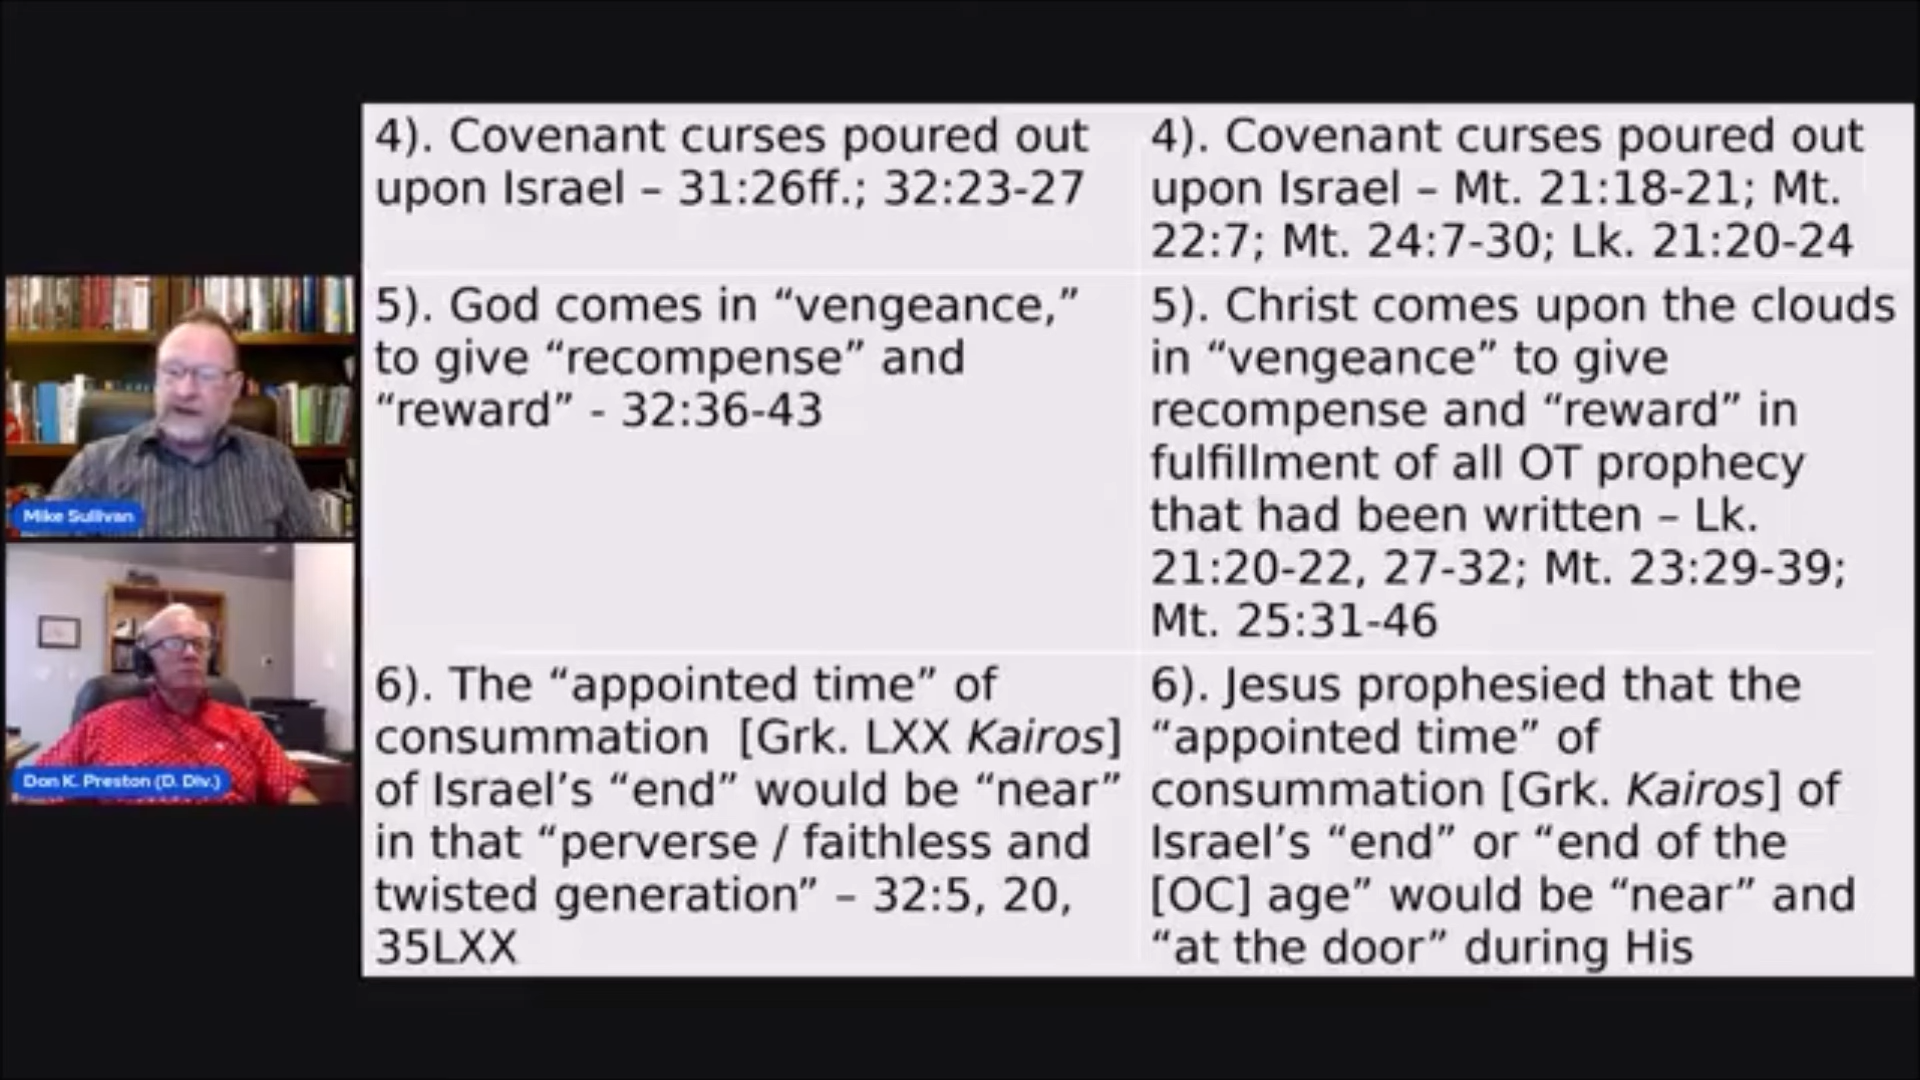 4). Covenant curses poured out
upon Israel – 31:26ff.; 32:23-27
4). Covenant curses poured out
upon Israel – Mt. 21:18-21; Mt.
22:7; Mt. 24:7-30; Lk. 21:20-24
5). God comes in “vengeance,”
to give “recompense” and
“reward” - 32:36-43
5). Christ comes upon the clouds
in “vengeance” to give
recompense and “reward” in
fulfillment of all OT prophecy
that had been written – Lk.
21:20-22, 27-32; Mt. 23:29-39;
Mt. 25:31-46
6). The “appointed time” of
consummation [Grk. LXX Kairos]
of Israel’s “end” would be “near”
in that “perverse / faithless and
twisted generation” – 32:5, 20,
35LXX
6). Jesus prophesied that the
“appointed time” of
consummation [Grk. Kairos] of
Israel’s “end” or “end of the
[OC] age” would be “near” and
“at the door” during His
Mike Sullivan
Don K. Preston (D. Div.)